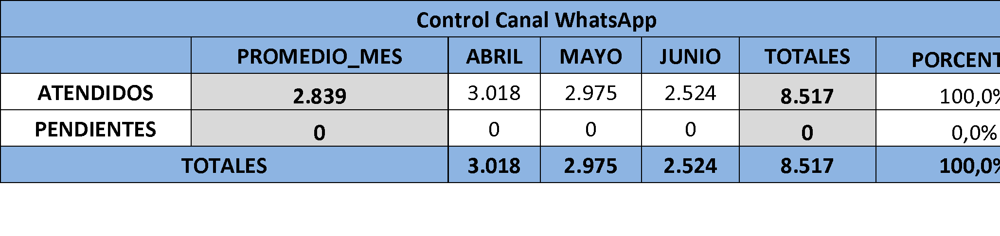 Control Canal WhatsApp
PROMEDIO_MES ABRIL MAYO JUNIO TOTALES PORCENT
ATENDIDOS 2.839 3.018 2.975 2.524 8.517 100,0%
PENDIENTES 0 0 0 0 0 0,0%
TOTALES 3.018 2.975 2.524 8.517 100,0%